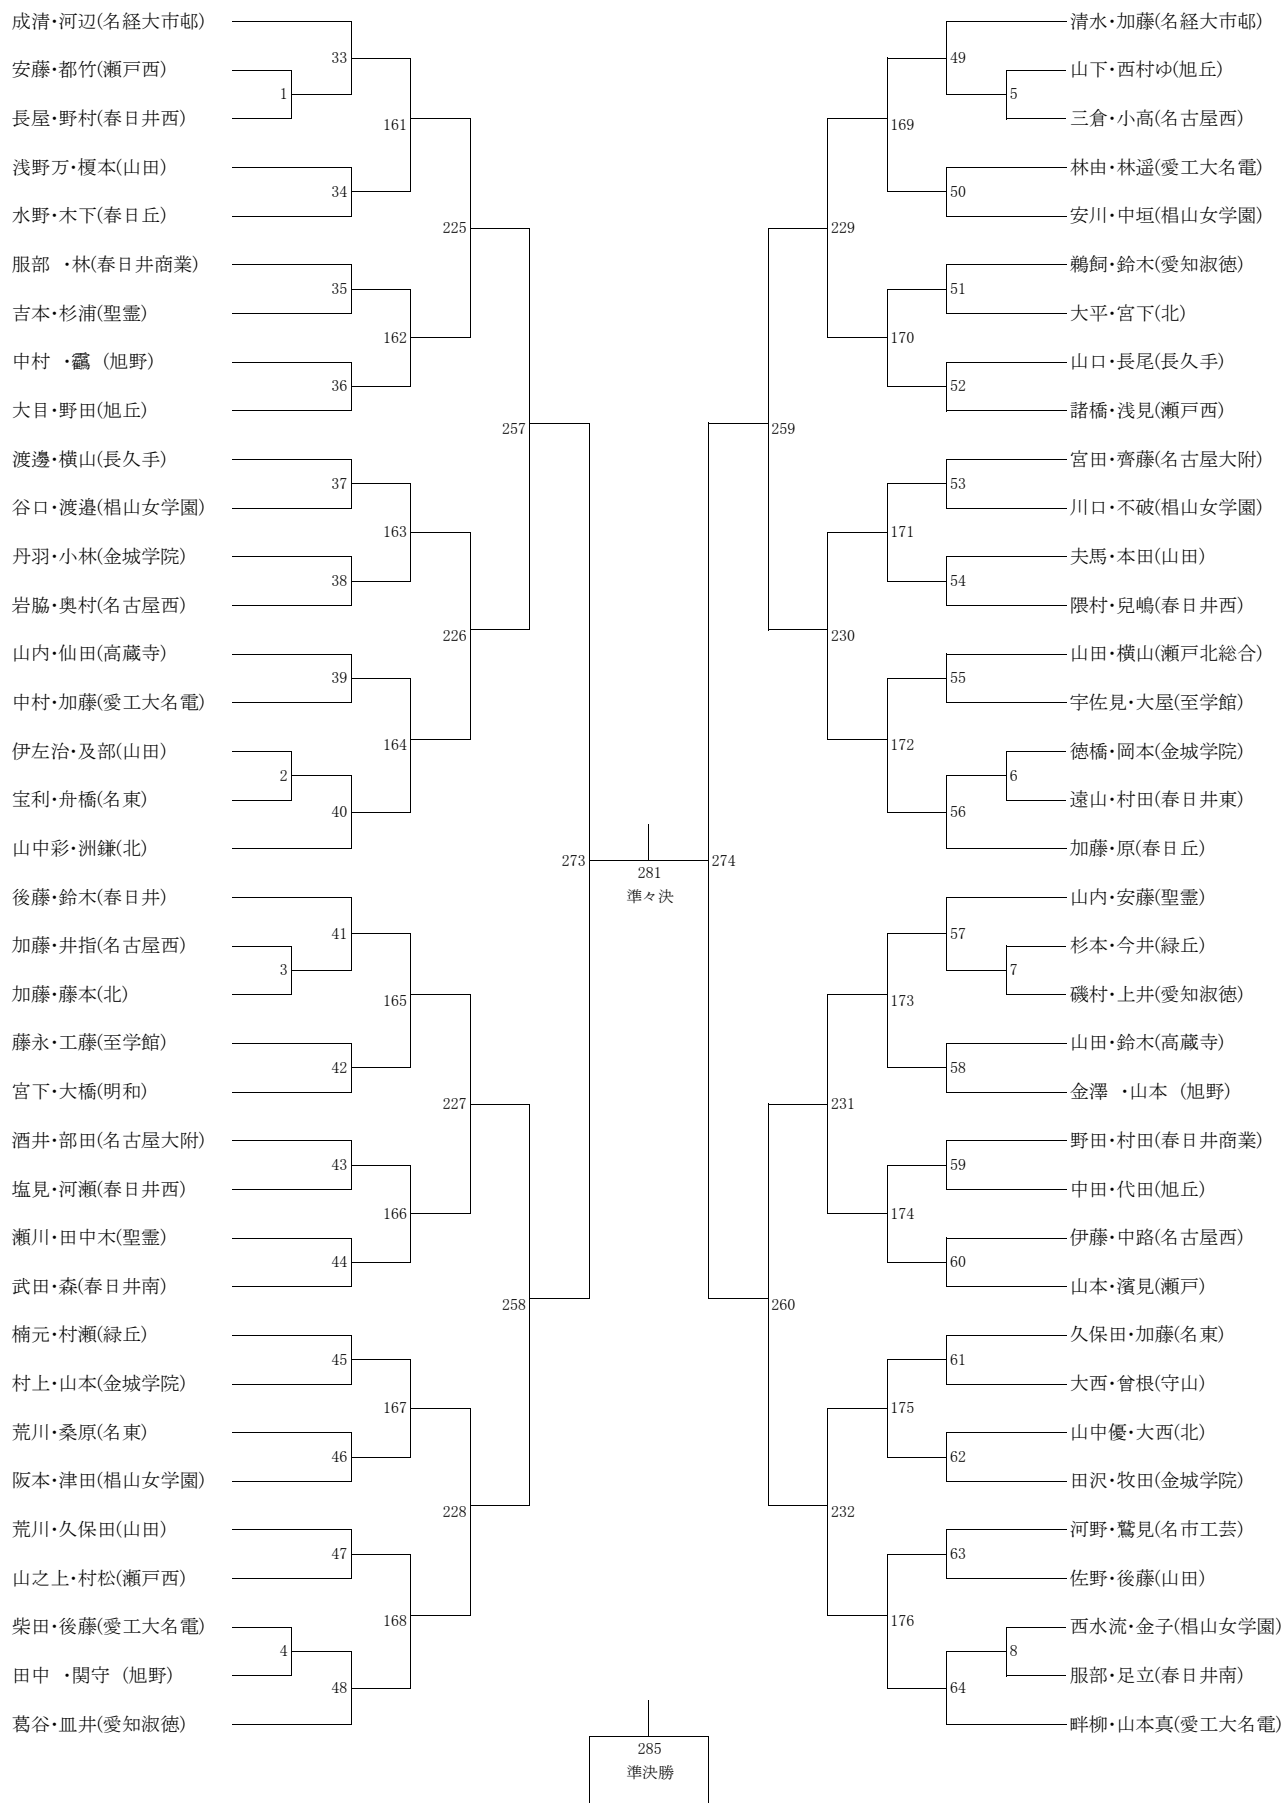 成清・河辺(名経大市邨)
安藤・都竹(瀬戸西)
長屋・野村(春日井西)
浅野万・榎本(山田)
水野・木下(春日丘)
服部 ・林(春日井商業)
吉本・杉浦(聖霊)
中村 ・靍 (旭野)
大目・野田(旭丘)
渡邊・横山(長久手)
谷口・渡邉(椙山女学園)
丹羽・小林(金城学院)
岩脇・奥村(名古屋西)
山内・仙田(高蔵寺)
中村・加藤(愛工大名電)
伊左治・及部(山田)
宝利・舟橋(名東)
山中彩・洲鎌(北)
後藤・鈴木(春日井)
加藤・井指(名古屋西)
加藤・藤本(北)
藤永・工藤(至学館)
宮下・大橋(明和)
酒井・部田(名古屋大附)
塩見・河瀬(春日井西)
瀬川・田中木(聖霊)
武田・森(春日井南)
楠元・村瀬(緑丘)
村上・山本(金城学院)
荒川・桑原(名東)
阪本・津田(椙山女学園)
荒川・久保田(山田)
山之上・村松(瀬戸西)
柴田・後藤(愛工大名電)
田中 ・関守 (旭野)
葛谷・皿井(愛知淑徳)
1
2
3
4
33
34
35
36
37
38
39
40
41
42
43
44
45
46
47
48
161
162
163
164
165
166
167
168
225
226
227
228
257
258
273
281
準々決
285
準決勝
274
259
260
229
230
231
232
169
170
171
172
173
174
175
176
49
50
51
52
53
54
55
56
57
58
59
60
61
62
63
64
5
6
7
8
清水・加藤(名経大市邨)
山下・西村ゆ(旭丘)
三倉・小高(名古屋西)
林由・林遥(愛工大名電)
安川・中垣(椙山女学園)
鵜飼・鈴木(愛知淑徳)
大平・宮下(北)
山口・長尾(長久手)
諸橋・浅見(瀬戸西)
宮田・齊藤(名古屋大附)
川口・不破(椙山女学園)
夫馬・本田(山田)
隈村・兒嶋(春日井西)
山田・横山(瀬戸北総合)
宇佐見・大屋(至学館)
徳橋・岡本(金城学院)
遠山・村田(春日井東)
加藤・原(春日丘)
山内・安藤(聖霊)
杉本・今井(緑丘)
磯村・上井(愛知淑徳)
山田・鈴木(高蔵寺)
金澤 ・山本 (旭野)
野田・村田(春日井商業)
中田・代田(旭丘)
伊藤・中路(名古屋西)
山本・濱見(瀬戸)
久保田・加藤(名東)
大西・曾根(守山)
山中優・大西(北)
田沢・牧田(金城学院)
河野・鷲見(名市工芸)
佐野・後藤(山田)
西水流・金子(椙山女学園)
服部・足立(春日井南)
畔柳・山本真(愛工大名電)